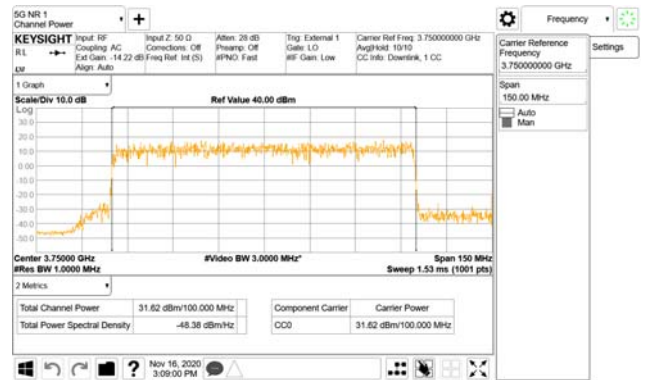 5G NR 1
Channel Power
Frequency
KEYSIGHT
RL
Input: RF
Coupling: AC
Ext Gain: -14.22 dB
Align: Auto
Input Z: 50 Ω
Corrections: Off
Freq Ref: Int (S)
Atten: 28 dB
Preamp: Off
#PNO: Fast
Trig: External 1
Gate: LO
#IF Gain: Low
Carrier Ref Freq: 3.750000000 GHz
Avg|Hold: 10/10
CC Info: Downlink, 1 CC
Carrier Reference
Frequency
3.750000000 GHz
Settings
Span
150.00 MHz
Auto
Man
1 Graph
Scale/Div 10.0 dB
Ref Value 40.00 dBm
Log
30.0
20.0
10.0
0.00
-10.0
-20.0
-30.0
-40.0
-50.0
Center 3.75000 GHz
#Video BW 3.0000 MHz*
Span 150 MHz
#Res BW 1.0000 MHz
Sweep 1.53 ms (1001 pts)
2 Metrics
Total Channel Power
31.62 dBm/100.000 MHz
Total Power Spectral Density
-48.38 dBm/Hz
Component Carrier
Carrier Power
CC0
31.62 dBm/100.000 MHz
?
Nov 16, 2020
3:09:00 PM